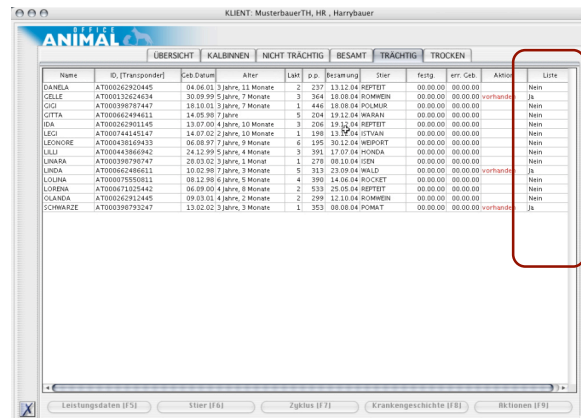 KLIENT: MusterbauerTH, HR , Harrybauer
OFFICE
ANIMAL
ÜBERSICHT KALBINNEN NICHT TRÄCHTIG BESAMT TRÄCHTIG TROCKEN
Name ID, [Transponder] Geb.Datum Alter Lakt p.p. Besamung Stier festg. err. Geb. Aktion Liste
DANELA AT000262920445 04.06.01 3 Jahre, 11 Monate 2 237 13.12.04 REPTEIT 00.00.00 00.00.00 Nein
GELLE AT000132624634 30.09.99 5 Jahre, 7 Monate 3 364 18.08.04 ROMWEIN 00.00.00 00.00.00 vorhanden Ja
GIGI AT000398787447 18.10.01 3 Jahre, 7 Monate 1 446 18.08.04 POLMUR 00.00.00 00.00.00 Nein
GITTA AT000662494611 14.05.98 7 Jahre 5 204 19.12.04 WARAN 00.00.00 00.00.00 Nein
IDA AT000262901145 13.07.00 4 Jahre, 10 Monate 3 206 19.12.04 REPTEIT 00.00.00 00.00.00 Nein
LEGI AT000744145147 14.07.02 2 Jahre, 10 Monate 1 198 13.12.04 ISTVAN 00.00.00 00.00.00 Nein
LEONORE AT000438169433 06.08.97 7 Jahre, 9 Monate 6 195 30.12.04 WEIPORT 00.00.00 00.00.00 Nein
LILLI AT000443866942 24.12.99 5 Jahre, 4 Monate 3 391 17.07.04 HONDA 00.00.00 00.00.00 Nein
LINARA AT000398798747 28.03.02 3 Jahre, 1 Monat 1 278 08.10.04 ISEN 00.00.00 00.00.00 Nein
LINDA AT000662486611 10.02.98 7 Jahre, 3 Monate 5 313 23.09.04 WALD 00.00.00 00.00.00 vorhanden Ja
LOLINA AT000075550811 08.12.98 6 Jahre, 5 Monate 4 390 14.06.04 ROCKET 00.00.00 00.00.00 Nein
LORENA AT000671025442 06.09.00 4 Jahre, 8 Monate 2 533 25.05.04 REPTEIT 00.00.00 00.00.00 Nein
OLANDA AT000262912445 09.03.01 4 Jahre, 2 Monate 2 299 12.10.04 ROMWEIN 00.00.00 00.00.00 Nein
SCHWARZE AT000398793247 13.02.02 3 Jahre, 3 Monate 1 353 08.08.04 POMAT 00.00.00 00.00.00 vorhanden Ja
Leistungsdaten [F5] Stier [F6] Zyklus [F7] Krankengeschichte [F8] Aktionen [F9]